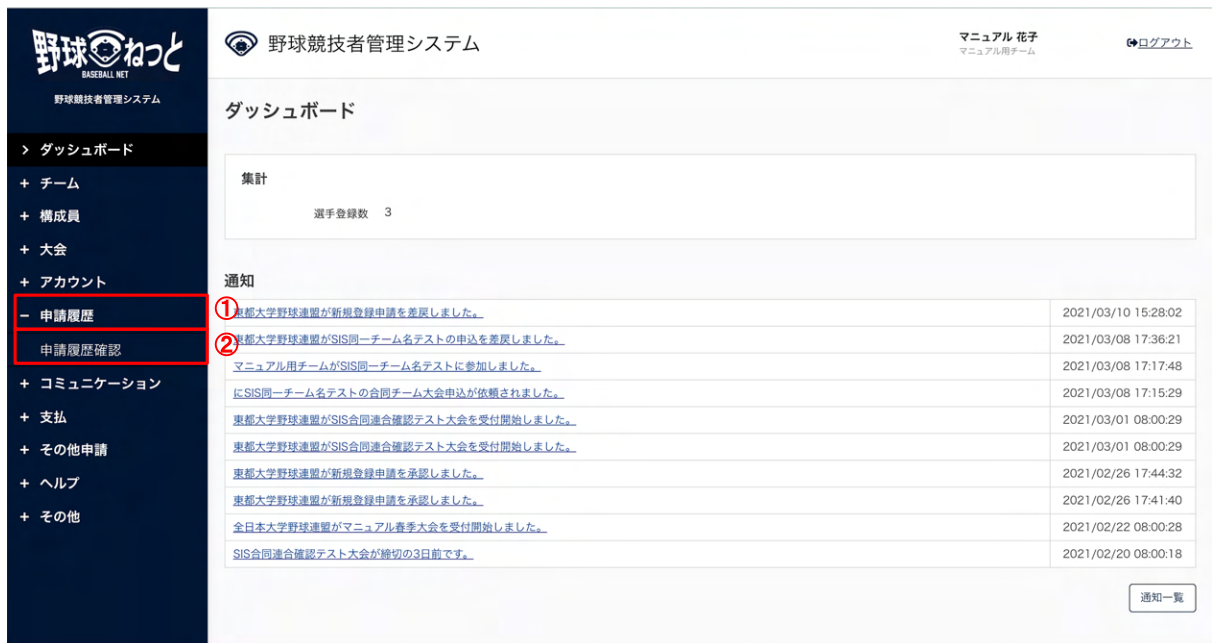 野球ねっと
BASEBALL NET
野球競技者管理システム
> ダッシュボード
+ チーム
+ 構成員
+ 大会
+ アカウント
− 申請履歴
申請履歴確認
+ コミュニケーション
+ 支払
+ その他申請
+ ヘルプ
+ その他
野球競技者管理システム
マニュアル 花子
マニュアル用チーム
ログアウト
ダッシュボード
集計
選手登録数 3
通知
①
東都大学野球連盟が新規登録申請を差戻しました。 2021/03/10 15:28:02
②
東都大学野球連盟がSIS同一チーム名テストの申込を差戻しました。 2021/03/08 17:36:21
マニュアル用チームがSIS同一チーム名テストに参加しました。 2021/03/08 17:17:48
にSIS同一チーム名テストの合同チーム大会申込が依頼されました。 2021/03/08 17:15:29
東都大学野球連盟がSIS合同連合確認テスト大会を受付開始しました。 2021/03/01 08:00:29
東都大学野球連盟がSIS合同連合確認テスト大会を受付開始しました。 2021/03/01 08:00:29
東都大学野球連盟が新規登録申請を承認しました。 2021/02/26 17:44:32
東都大学野球連盟が新規登録申請を承認しました。 2021/02/26 17:41:40
全日本大学野球連盟がマニュアル春季大会を受付開始しました。 2021/02/22 08:00:28
SIS合同連合確認テスト大会が締切の3日前です。 2021/02/20 08:00:18
通知一覧